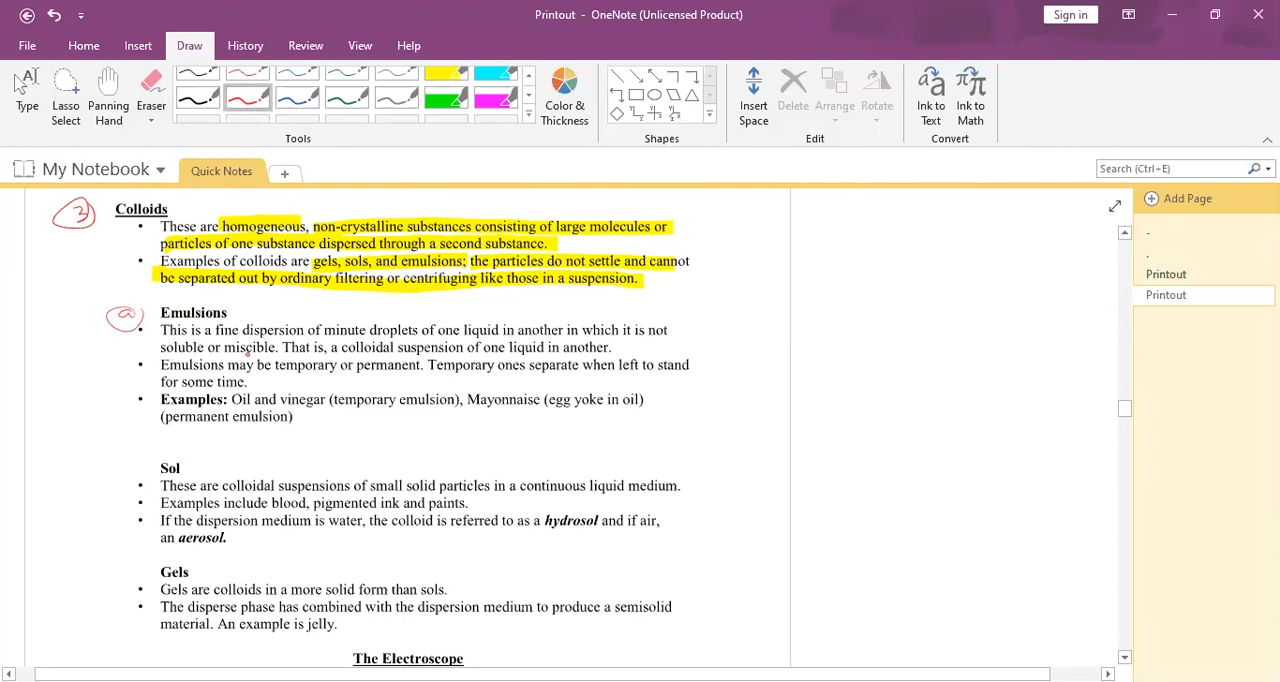 Printout - OneNote (Unlicensed Product)
Sign in
File Home Insert Draw History Review View Help
Type
Lasso Select
Panning Hand
Eraser
Color & Thickness
Insert Space
Delete
Arrange
Rotate
Ink to Text
Ink to Math
Tools
Shapes
Edit
Convert
My Notebook
Quick Notes
+
Search (Ctrl+E)
Add Page
-
.
Printout
Printout
3
Colloids
• These are homogeneous, non-crystalline substances consisting of large molecules or
particles of one substance dispersed through a second substance.
• Examples of colloids are gels, sols, and emulsions; the particles do not settle and cannot
be separated out by ordinary filtering or centrifuging like those in a suspension.
a
Emulsions
• This is a fine dispersion of minute droplets of one liquid in another in which it is not
soluble or miscible. That is, a colloidal suspension of one liquid in another.
• Emulsions may be temporary or permanent. Temporary ones separate when left to stand
for some time.
• Examples: Oil and vinegar (temporary emulsion), Mayonnaise (egg yoke in oil)
(permanent emulsion)
Sol
• These are colloidal suspensions of small solid particles in a continuous liquid medium.
• Examples include blood, pigmented ink and paints.
• If the dispersion medium is water, the colloid is referred to as a hydrosol and if air,
an aerosol.
Gels
• Gels are colloids in a more solid form than sols.
• The disperse phase has combined with the dispersion medium to produce a semisolid
material. An example is jelly.
The Electroscope